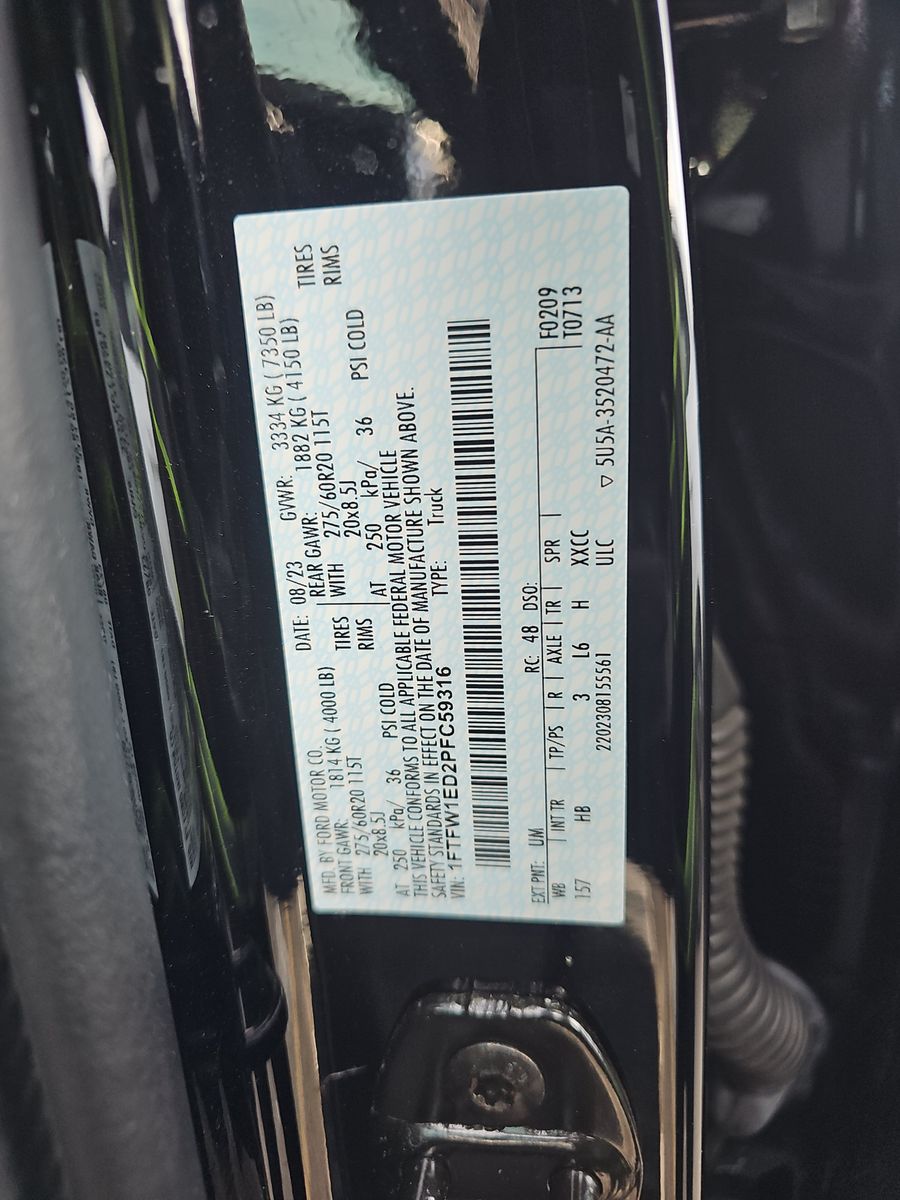 MFD. BY FORD MOTOR CO.
DATE: 08/23
GVWR: 3334 KG ( 7350 LB)
FRONT GAWR: 1814 KG ( 4000 LB)
REAR GAWR: 1882 KG ( 4150 LB)
WITH 275/60R20 115T TIRES
WITH 275/60R20 115T TIRES
20x8.5J RIMS
20x8.5J RIMS
AT 250 kPa/ 36 PSI COLD
AT 250 kPa/ 36 PSI COLD
THIS VEHICLE CONFORMS TO ALL APPLICABLE FEDERAL MOTOR VEHICLE
SAFETY STANDARDS IN EFFECT ON THE DATE OF MANUFACTURE SHOWN ABOVE.
VIN: 1FTFW1ED2PFC59316
TYPE: Truck
EXT PNT: UM RC: 48 DSO: F0209
WB INT TR TP/PS R AXLE TR SPR T0713
157 HB 3 L6 H XXCC
2202308155561 ULC ▽ 5U5A-3520472-AA